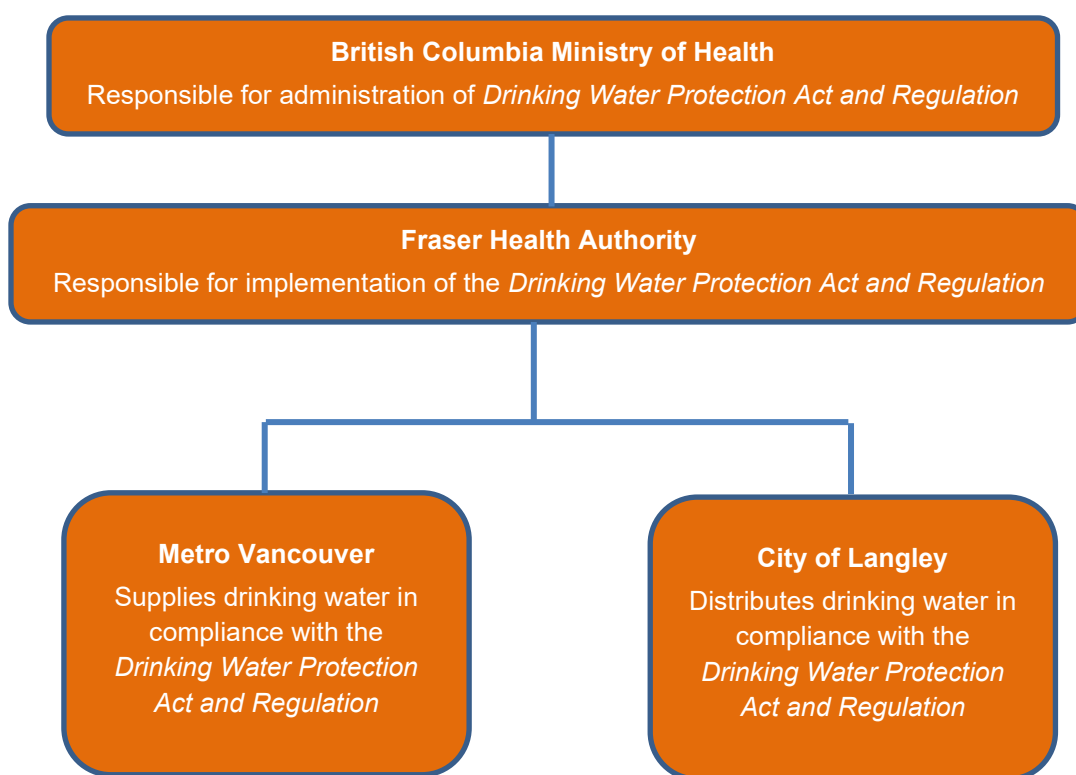 British Columbia Ministry of Health
Responsible for administration of Drinking Water Protection Act and Regulation
Fraser Health Authority
Responsible for implementation of the Drinking Water Protection Act and Regulation
Metro Vancouver
Supplies drinking water in
compliance with the
Drinking Water Protection
Act and Regulation
City of Langley
Distributes drinking water in
compliance with the
Drinking Water Protection
Act and Regulation